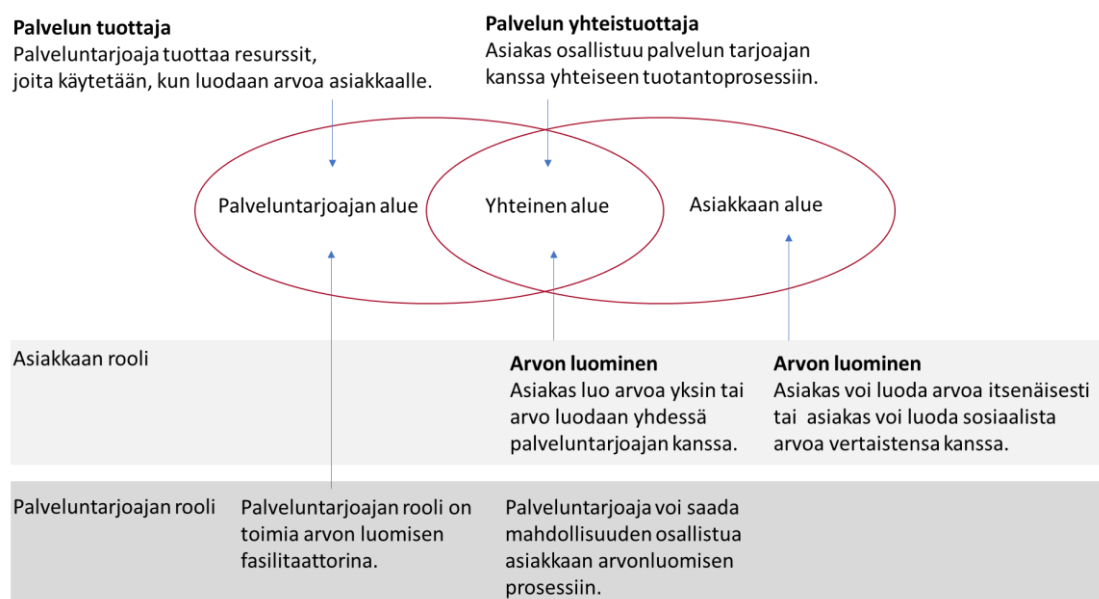 Palvelun tuottaja
Palveluntarjoaja tuottaa resurssit,
joita käytetään, kun luodaan arvoa asiakkaalle.
Palvelun yhteistuottaja
Asiakas osallistuu palvelun tarjoajan
kanssa yhteiseen tuotantoprosessiin.
Palveluntarjoajan alue
Yhteinen alue
Asiakkaan alue
Asiakkaan rooli
Arvon luominen
Asiakas luo arvoa yksin tai
arvo luodaan yhdessä
palveluntarjoajan kanssa.
Arvon luominen
Asiakas voi luoda arvoa itsenäisesti
tai asiakas voi luoda sosiaalista
arvoa vertaistensa kanssa.
Palveluntarjoajan rooli
Palveluntarjoajan rooli on
toimia arvon luomisen
fasilitaattorina.
Palveluntarjoaja voi saada
mahdollisuuden osallistua
asiakkaan arvonluomisen
prosessiin.